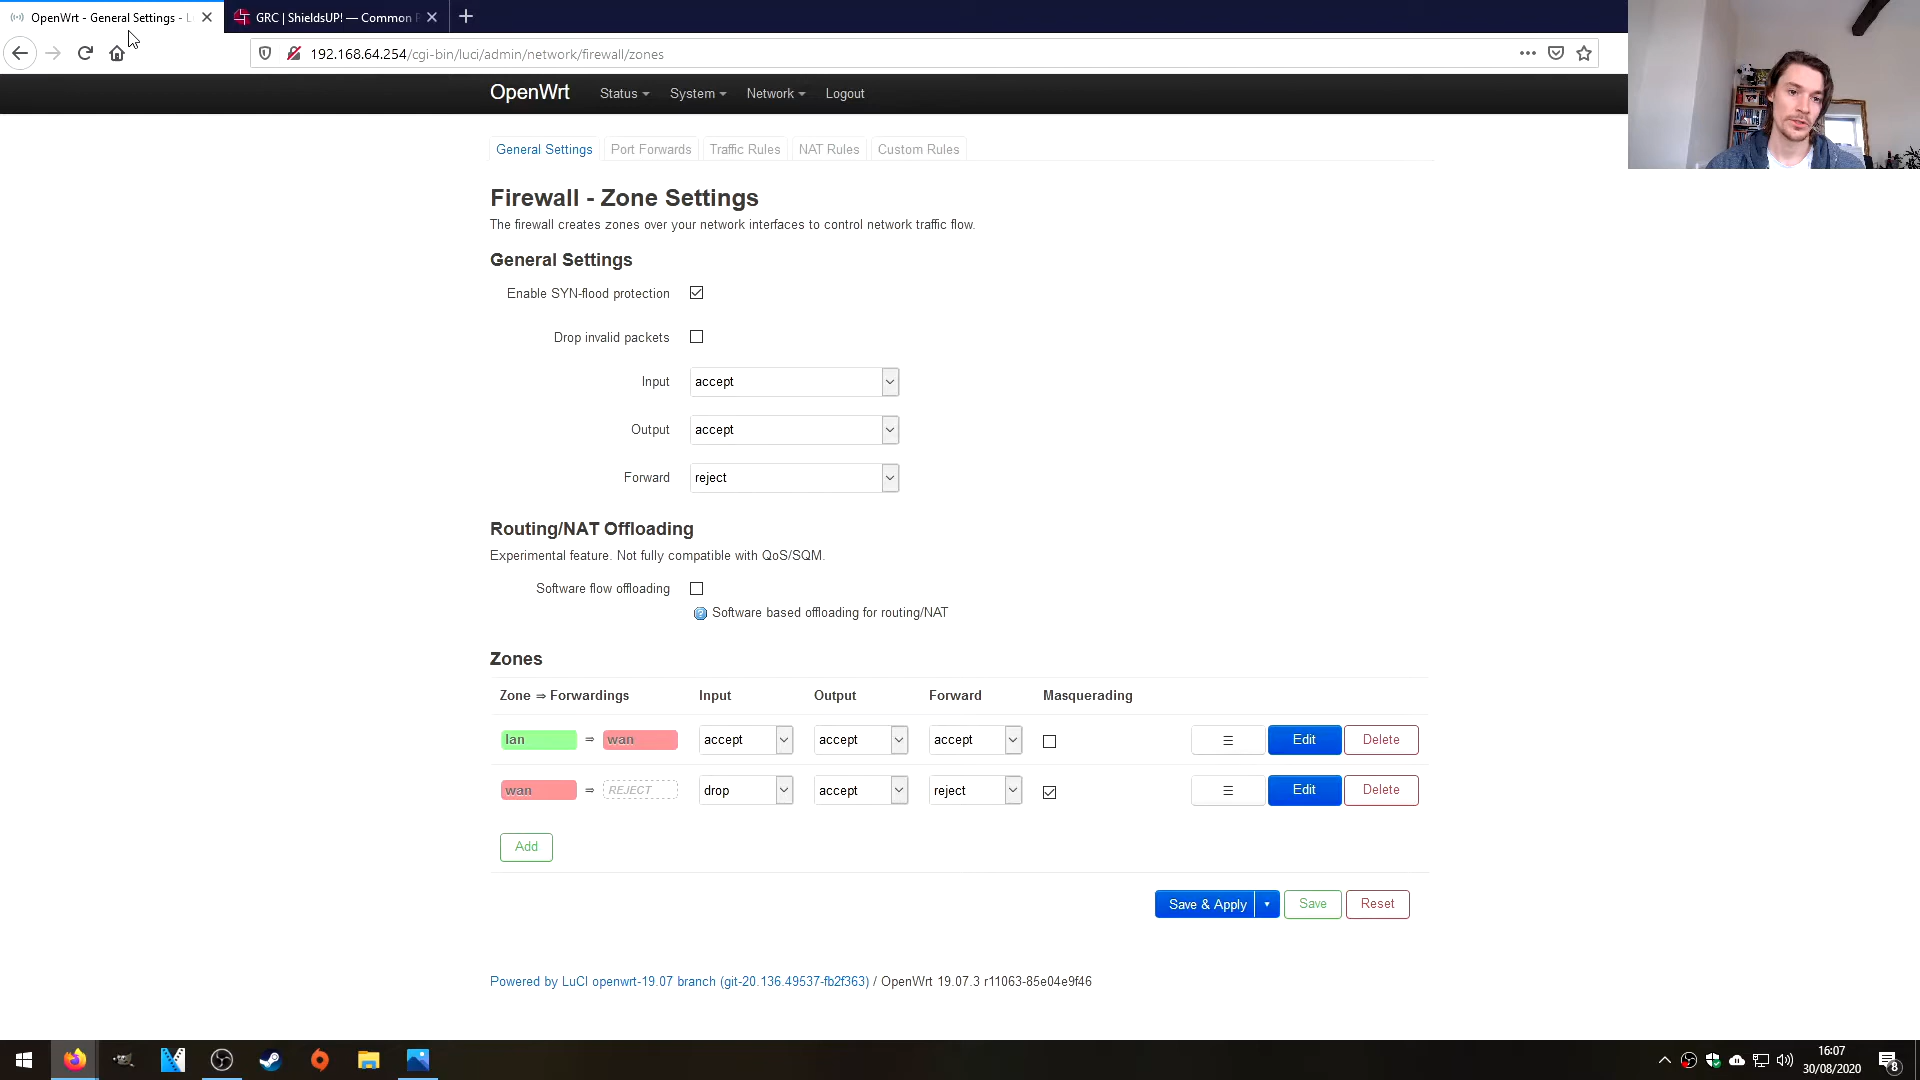 OpenWrt - General Settings - L
GRC | ShieldsUP! — Common P
192.168.64.254/cgi-bin/luci/admin/network/firewall/zones
OpenWrt Status System Network Logout
General Settings Port Forwards Traffic Rules NAT Rules Custom Rules
Firewall - Zone Settings
The firewall creates zones over your network interfaces to control network traffic flow.
General Settings
Enable SYN-flood protection
Drop invalid packets
Input accept
Output accept
Forward reject
Routing/NAT Offloading
Experimental feature. Not fully compatible with QoS/SQM.
Software flow offloading
Software based offloading for routing/NAT
Zones
Zone ⇒ Forwardings Input Output Forward Masquerading
lan ⇒ wan accept accept accept Edit Delete
wan ⇒ REJECT drop accept reject Edit Delete
Add
Save & Apply Save Reset
Powered by LuCI openwrt-19.07 branch (git-20.136.49537-fb2f363) / OpenWrt 19.07.3 r11063-85e04e9f46
16:07
30/08/2020
8